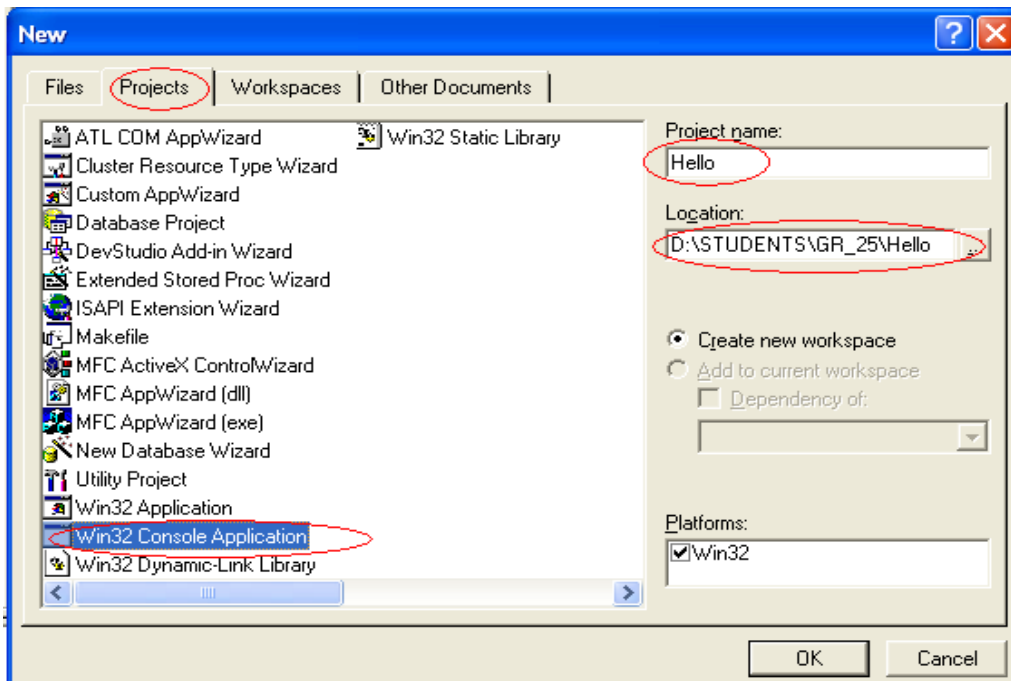 New
Files Projects Workspaces Other Documents
ATL COM AppWizard
Cluster Resource Type Wizard
Custom AppWizard
Database Project
DevStudio Add-in Wizard
Extended Stored Proc Wizard
ISAPI Extension Wizard
Makefile
MFC ActiveX ControlWizard
MFC AppWizard (dll)
MFC AppWizard (exe)
New Database Wizard
Utility Project
Win32 Application
Win32 Console Application
Win32 Dynamic-Link Library
Win32 Static Library
Project name:
Hello
Location:
D:\STUDENTS\GR_25\Hello ...
Create new workspace
Add to current workspace
Dependency of:
Platforms:
Win32
OK Cancel